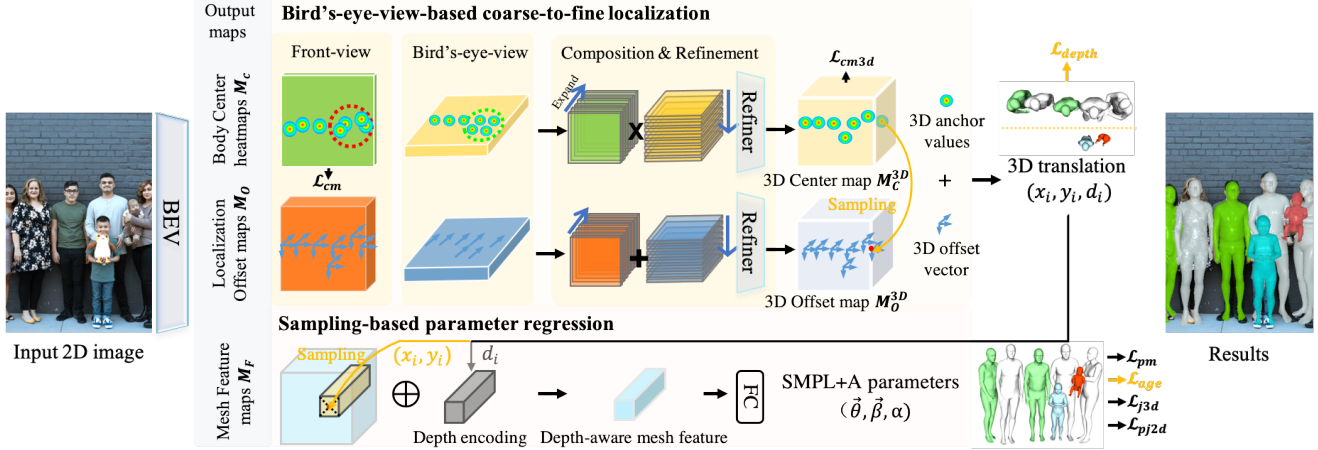 Output maps
Bird's-eye-view-based coarse-to-fine localization
Front-view
Bird's-eye-view
Composition & Refinement
Body Center heatmaps M_C
Expand
X
Refiner
ℒ_cm3d
ℒ_cm
3D Center map M_C^3D
3D anchor values
+
ℒ_depth
3D translation
(x_i, y_i, d_i)
BEV
Input 2D image
Localization Offset maps M_O
+
Refiner
Sampling
3D Offset map M_O^3D
3D offset vector
Sampling-based parameter regression
Mesh Feature maps M_F
Sampling
(x_i, y_i)
d_i
⊕
Depth encoding
Depth-aware mesh feature
FC
SMPL+A parameters
(θ⃗, β⃗, α)
ℒ_pm
ℒ_age
ℒ_j3d
ℒ_pj2d
Results